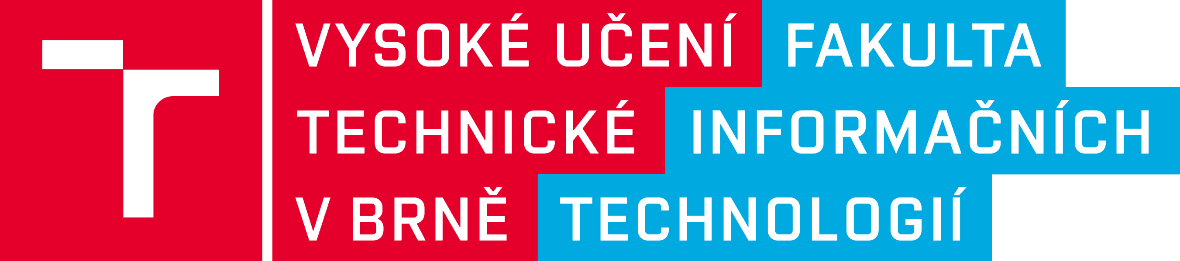 VYSOKÉ UČENÍ FAKULTA
TECHNICKÉ INFORMAČNÍCH
V BRNĚ TECHNOLOGIÍ